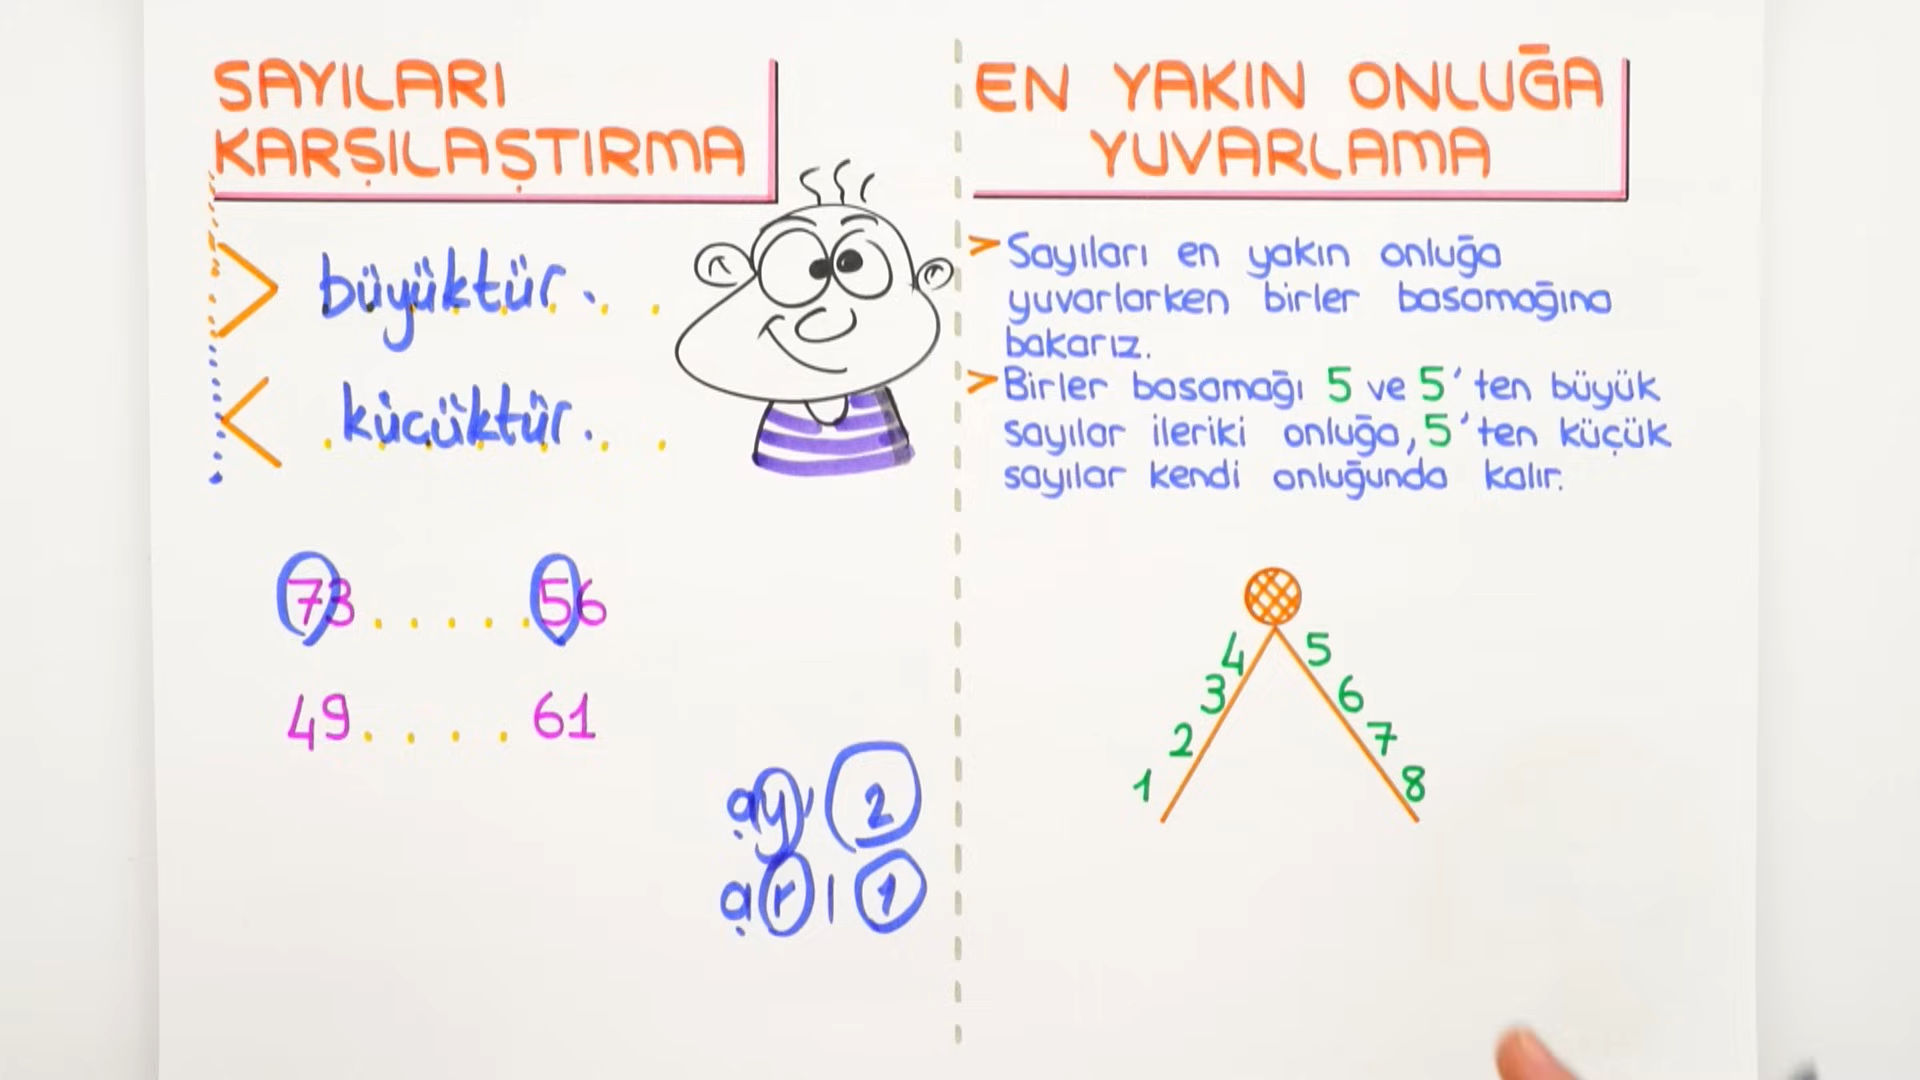 SAYILARI
KARŞILAŞTIRMA
> büyüktür.
< küçüktür.
73.....56
49....61
ayı 2
arı 1
EN YAKIN ONLUĞA
YUVARLAMA
> Sayıları en yakın onluğa
yuvarlarken birler basamağına
bakarız.
> Birler basamağı 5 ve 5'ten büyük
sayılar ileriki onluğa, 5'ten küçük
sayılar kendi onluğunda kalır.
4 5
3 6
2 7
1 8